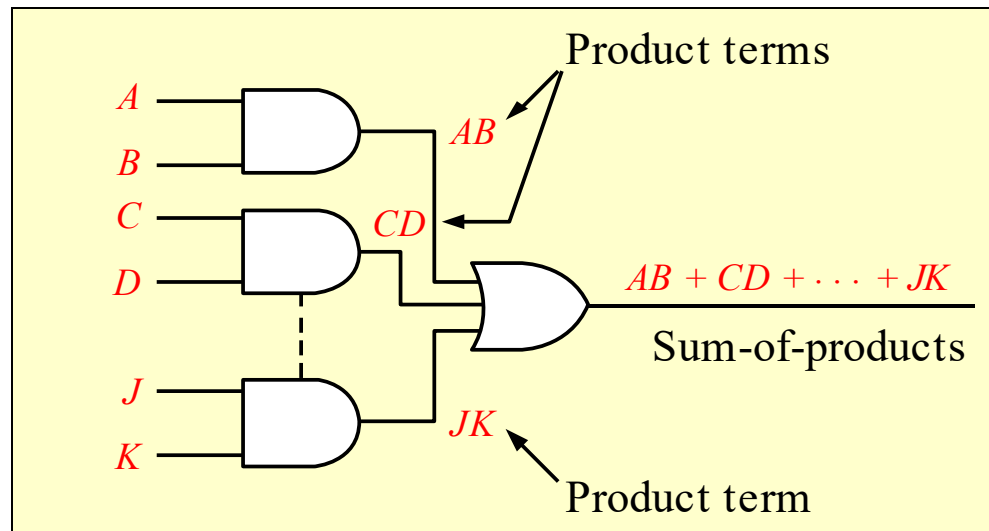 Product terms
A
AB
B
C
CD
D
AB + CD + · · · + JK
Sum-of-products
J
JK
K
Product term